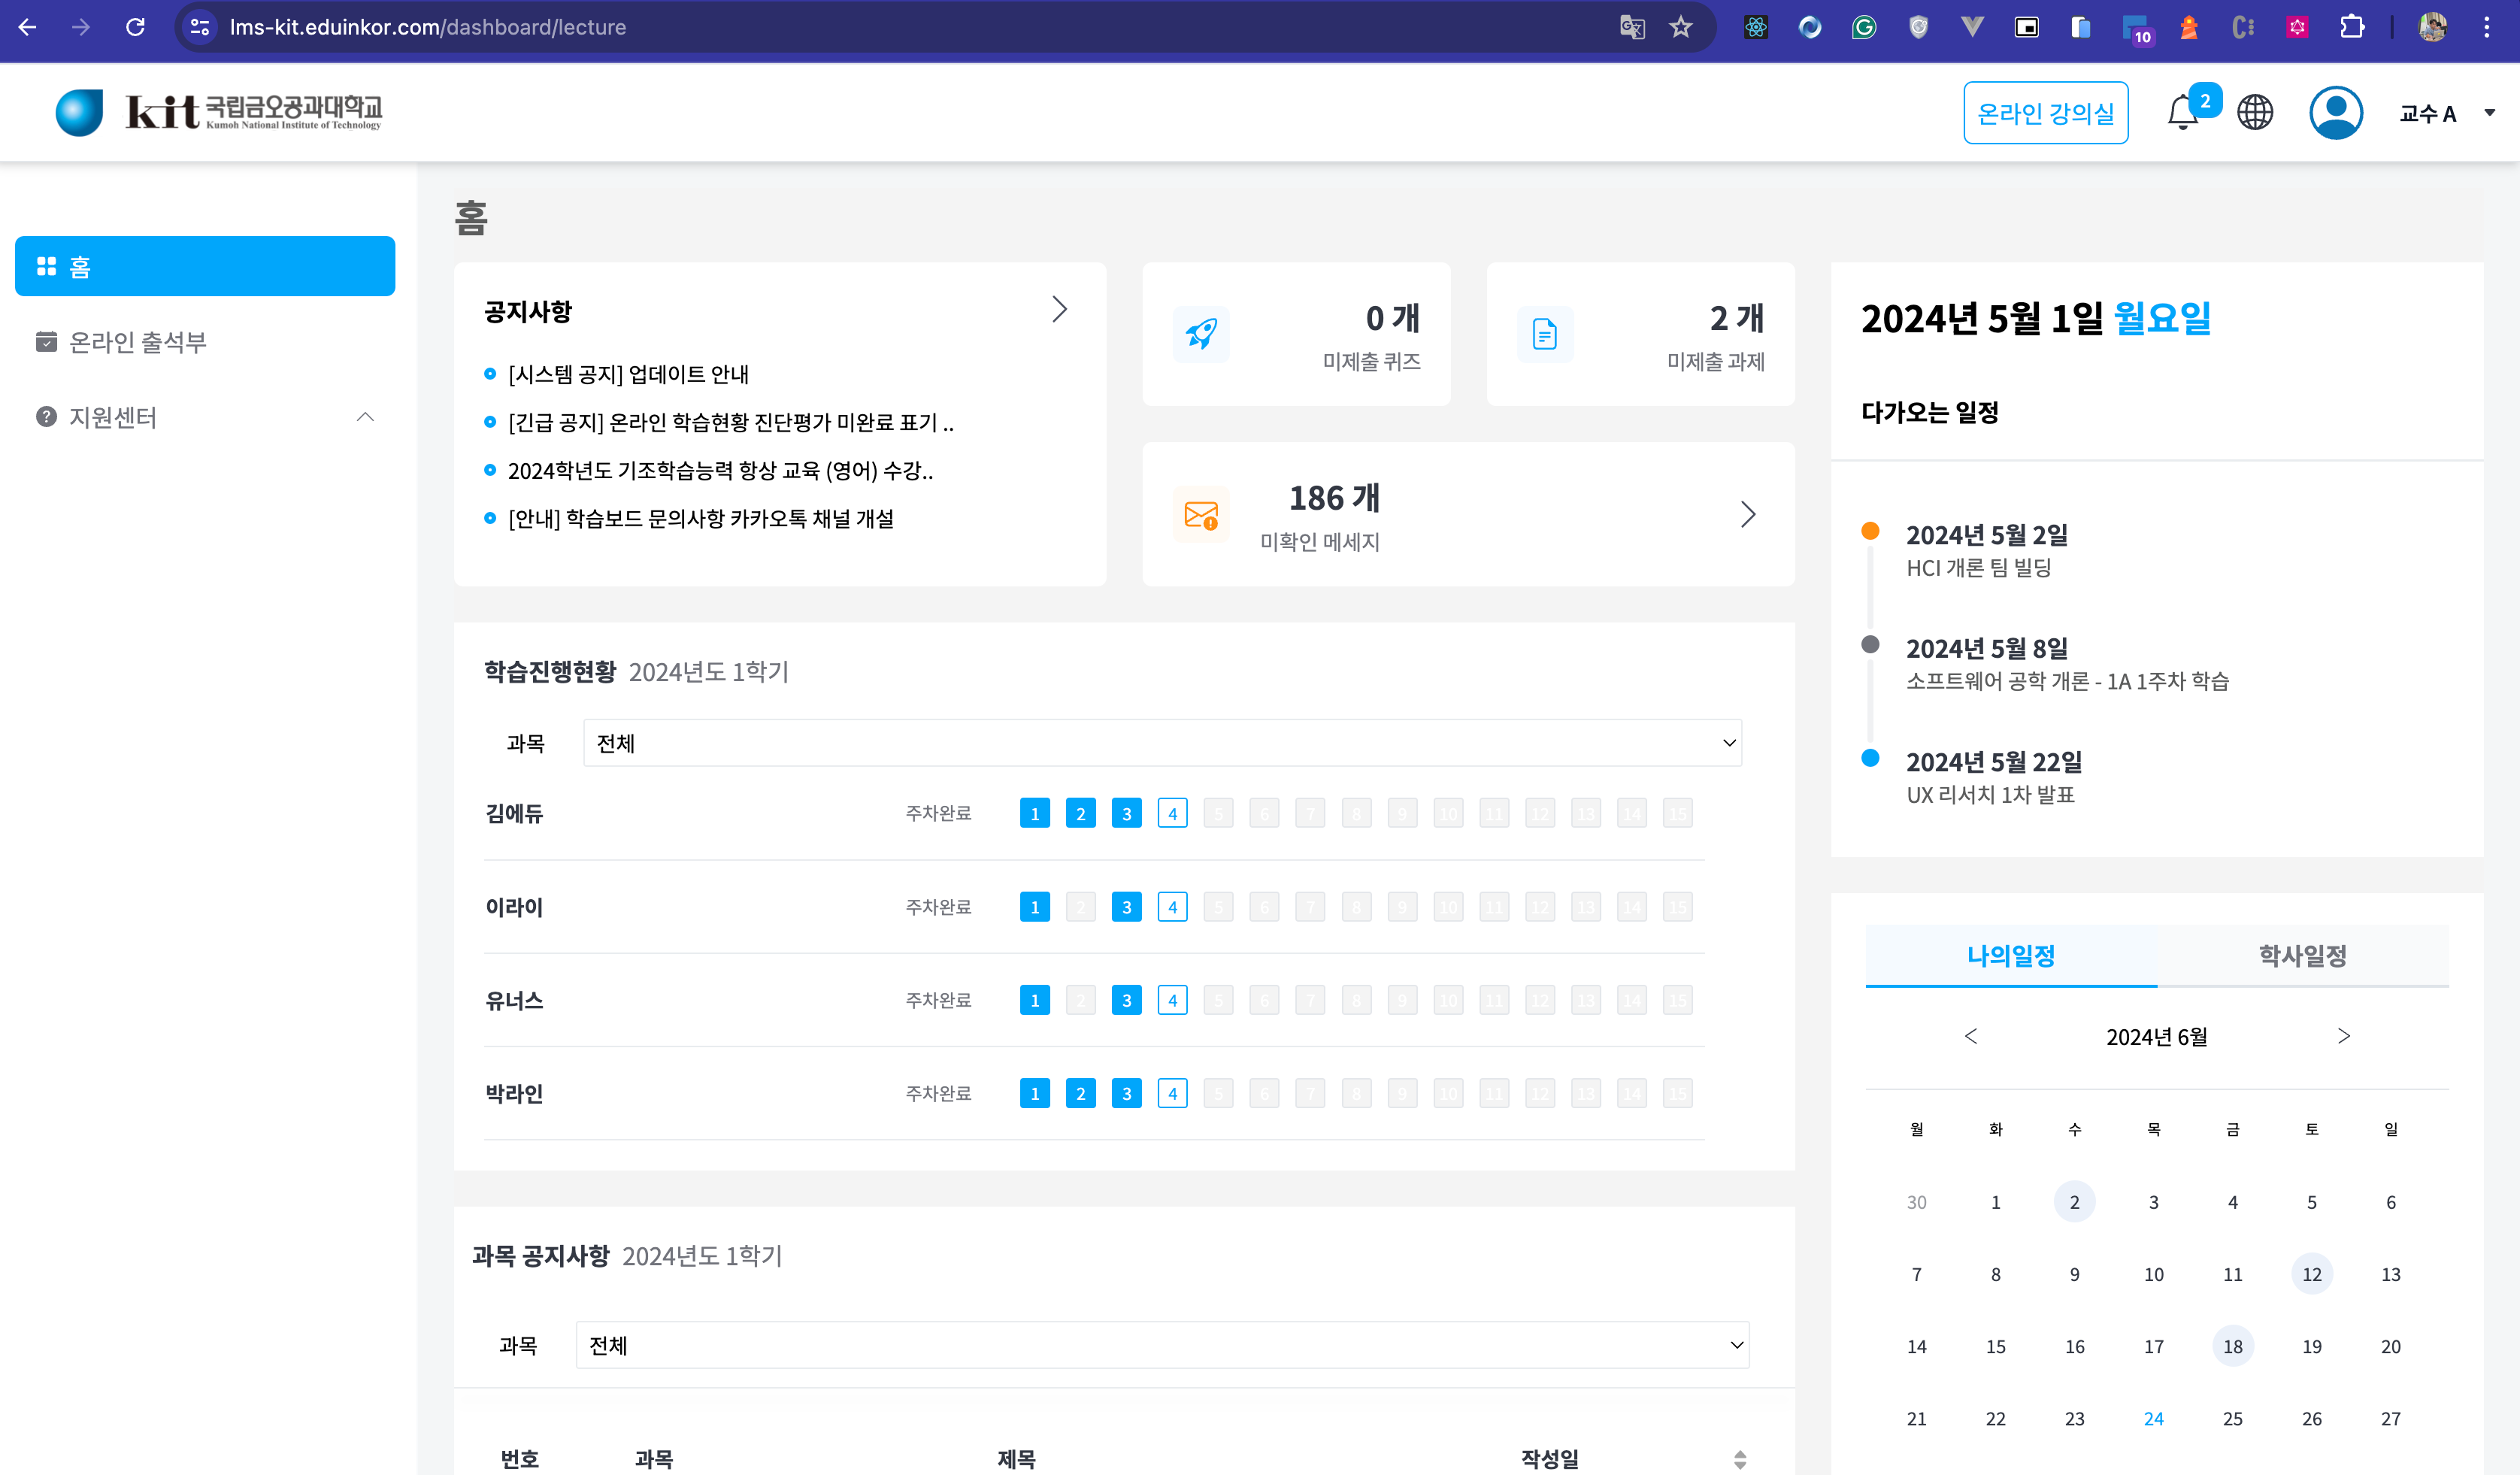 lms-kit.eduinkor.com/dashboard/lecture
10
kit 국립금오공과대학교
Kumoh National Institute of Technology
온라인 강의실
2
교수 A
홈
온라인 출석부
지원센터
홈
공지사항
[시스템 공지] 업데이트 안내
[긴급 공지] 온라인 학습현황 진단평가 미완료 표기 ..
2024학년도 기조학습능력 항상 교육 (영어) 수강..
[안내] 학습보드 문의사항 카카오톡 채널 개설
0 개
미제출 퀴즈
2 개
미제출 과제
186 개
미확인 메세지
학습진행현황 2024년도 1학기
과목 전체
김에듀 주차완료 1 2 3 4 5 6 7 8 9 10 11 12 13 14 15
이라이 주차완료 1 2 3 4 5 6 7 8 9 10 11 12 13 14 15
유너스 주차완료 1 2 3 4 5 6 7 8 9 10 11 12 13 14 15
박라인 주차완료 1 2 3 4 5 6 7 8 9 10 11 12 13 14 15
과목 공지사항 2024년도 1학기
과목 전체
번호 과목 제목 작성일
2024년 5월 1일 월요일
다가오는 일정
2024년 5월 2일
HCI 개론 팀 빌딩
2024년 5월 8일
소프트웨어 공학 개론 - 1A 1주차 학습
2024년 5월 22일
UX 리서치 1차 발표
나의일정 학사일정
2024년 6월
월 화 수 목 금 토 일
30 1 2 3 4 5 6
7 8 9 10 11 12 13
14 15 16 17 18 19 20
21 22 23 24 25 26 27